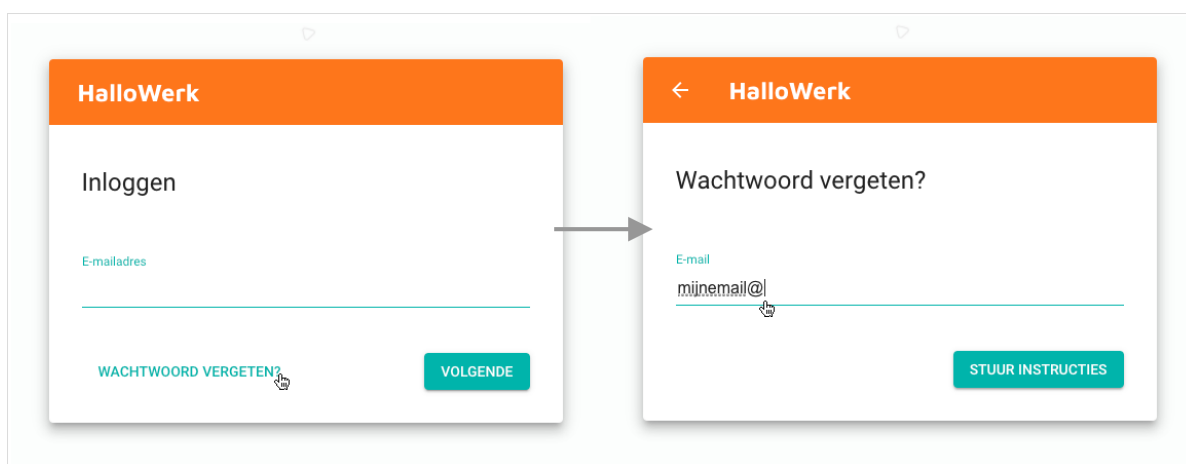 HalloWerk
Inloggen
E-mailadres
WACHTWOORD VERGETEN?
VOLGENDE
HalloWerk
Wachtwoord vergeten?
E-mail
mijnemail@
STUUR INSTRUCTIES